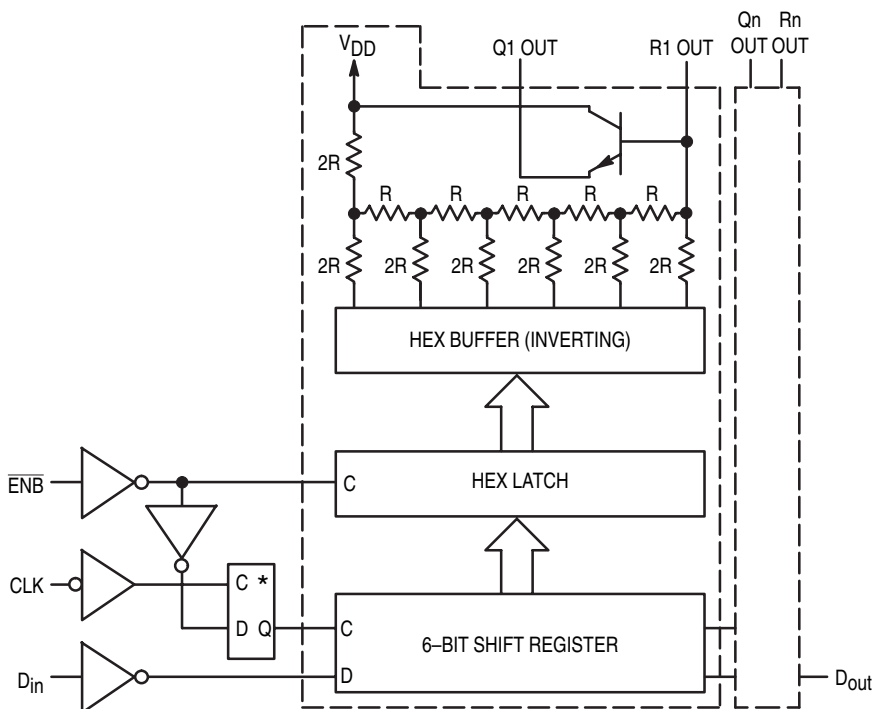 Qn Rn
OUT OUT
VDD Q1 OUT R1 OUT
2R
R R R R R
2R 2R 2R 2R 2R 2R
HEX BUFFER (INVERTING)
ENB
C HEX LATCH
CLK
C *
D Q
C
6–BIT SHIFT REGISTER
D
Din
Dout